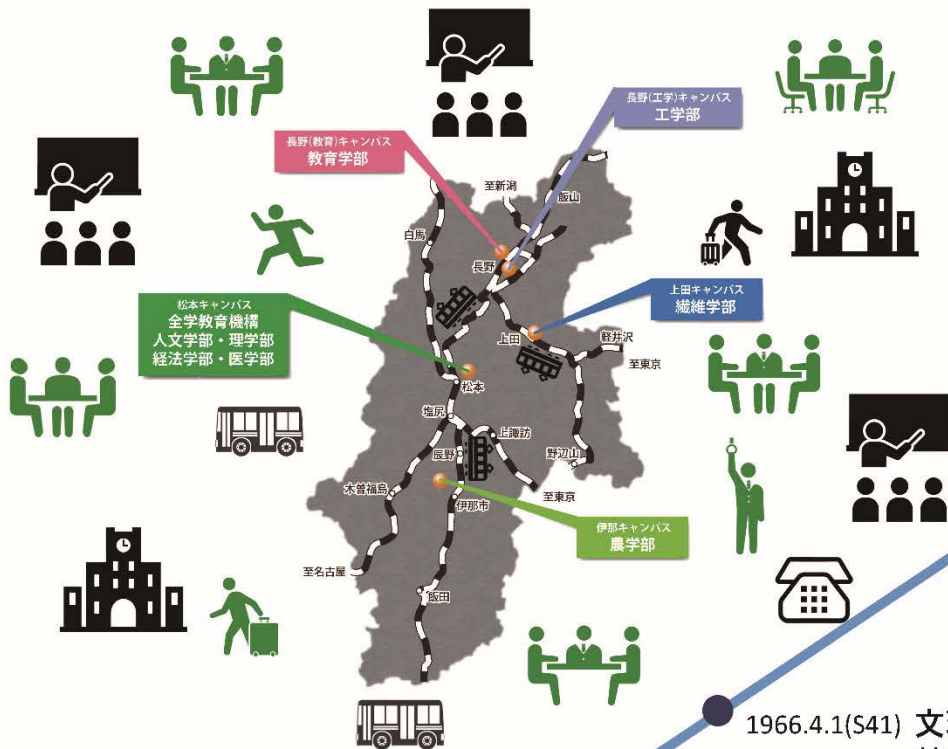 長野(工学)キャンパス
工学部
長野(教育)キャンパス
教育学部
至新潟
飯山
白馬
長野
上田キャンパス
繊維学部
松本キャンパス
全学教育機構
人文学部・理学部
経法学部・医学部
上田
軽井沢
至東京
松本
塩尻
上諏訪
辰野
野辺山
木曽福島
伊那市
至東京
伊那キャンパス
農学部
至名古屋
飯田
1966.4.1(S41)